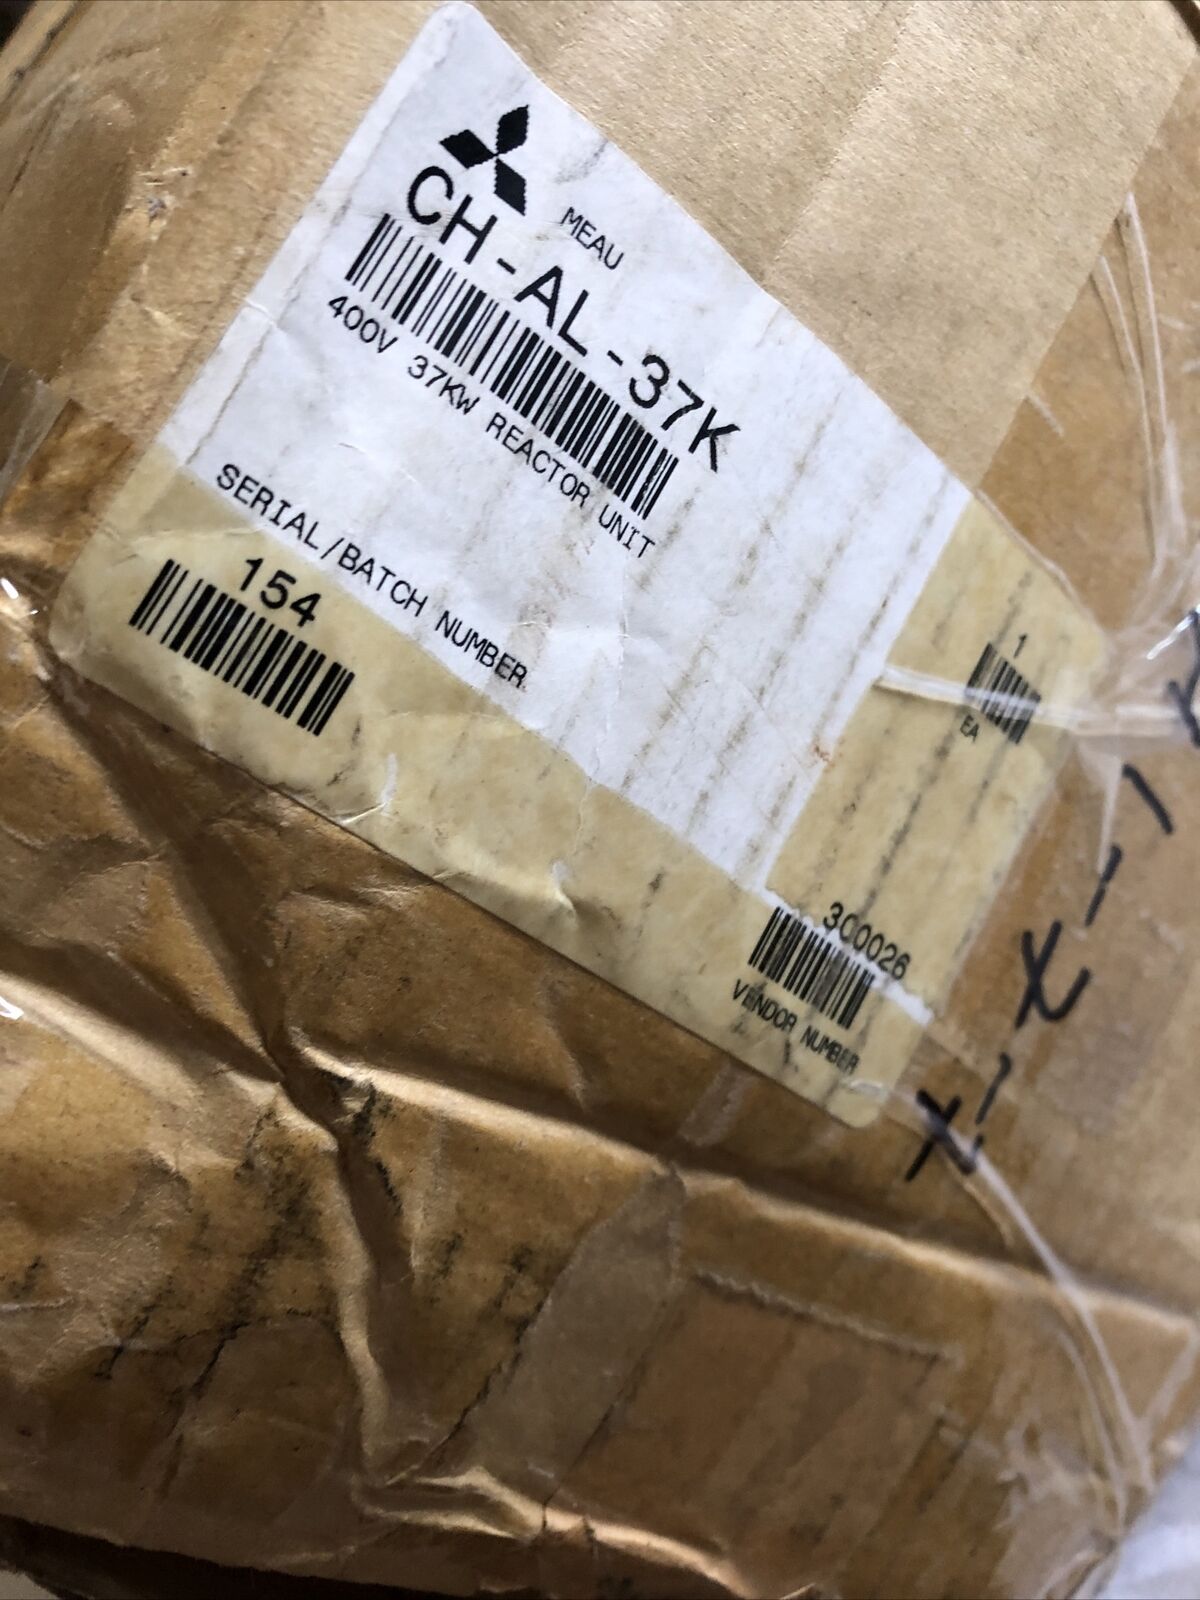 MEAU
CH-AL-37K
400V 37KW REACTOR UNIT
SERIAL/BATCH NUMBER
154
1
EA
300026
VENDOR NUMBER